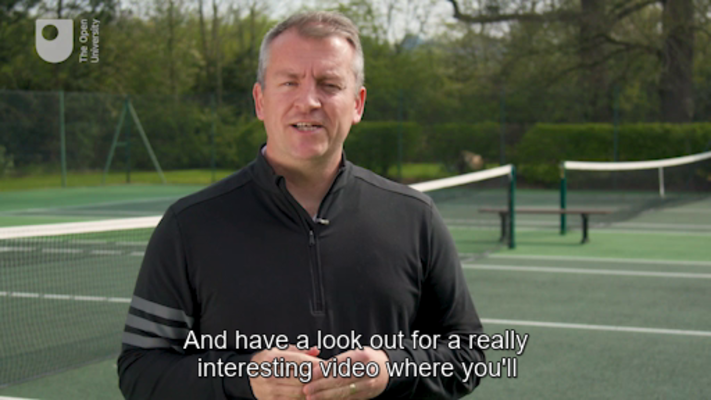 The Open
University
And have a look out for a really
interesting video where you'll